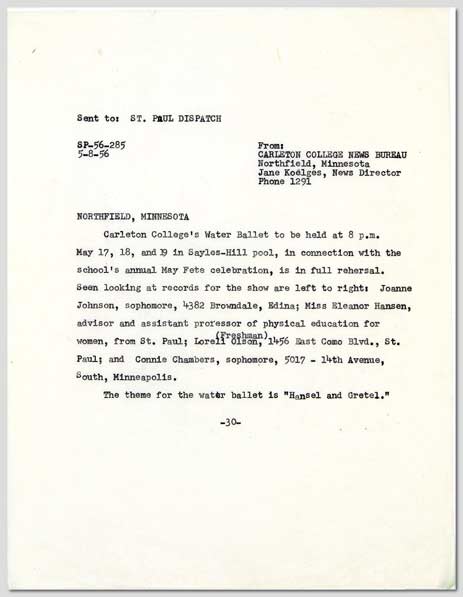 Sent to: ST. PAUL DISPATCH
SP-56-285
5-8-56
From:
CARLETON COLLEGE NEWS BUREAU
Northfield, Minnesota
Jane Koelges, News Director
Phone 1291
NORTHFIELD, MINNESOTA
Carleton College's Water Ballet to be held at 8 p.m.
May 17, 18, and 19 in Sayles-Hill pool, in connection with the
school's annual May Fete celebration, is in full rehersal.
Seen looking at records for the show are left to right: Joanne
Johnson, sophomore, 4382 Browndale, Edina; Miss Eleanor Hansen,
advisor and assistant professor of physical education for
(Freshman)
women, from St. Paul; Loreli Olson, 1456 East Como Blvd., St.
Paul; and Connie Chambers, sophomore, 5017 - 14th Avenue,
South, Minneapolis.
The theme for the water ballet is "Hansel and Gretel."
-30-